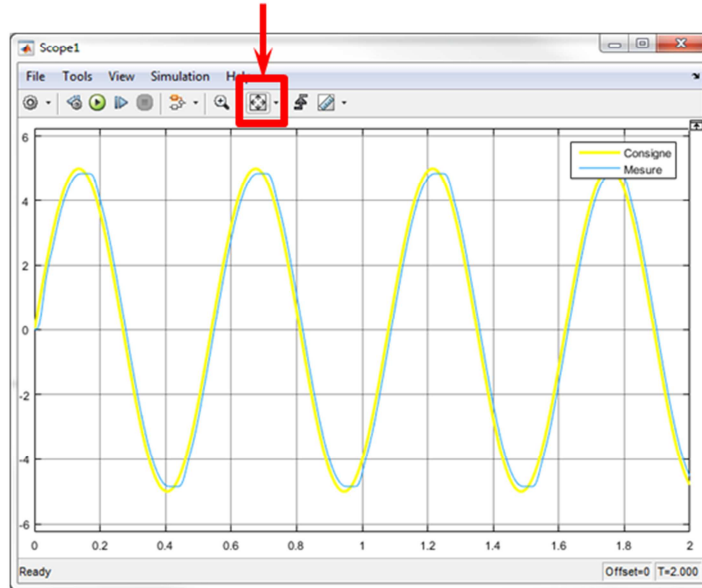 Scope1
File Tools View Simulation Help
Consigne
Mesure
6
4
2
0
-2
-4
-6
0 0.2 0.4 0.6 0.8 1 1.2 1.4 1.6 1.8 2
Ready Offset=0 T=2.000